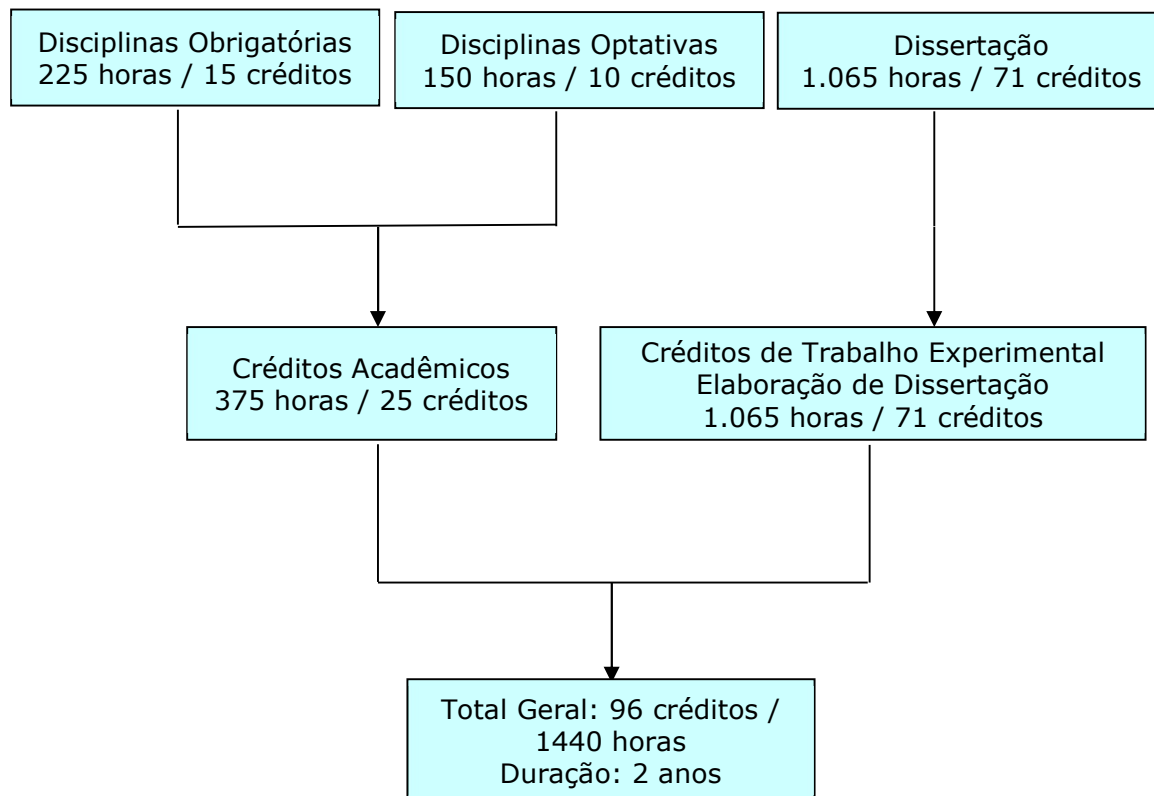 Disciplinas Obrigatórias
225 horas / 15 créditos
Disciplinas Optativas
150 horas / 10 créditos
Dissertação
1.065 horas / 71 créditos
Créditos Acadêmicos
375 horas / 25 créditos
Créditos de Trabalho Experimental
Elaboração de Dissertação
1.065 horas / 71 créditos
Total Geral: 96 créditos /
1440 horas
Duração: 2 anos